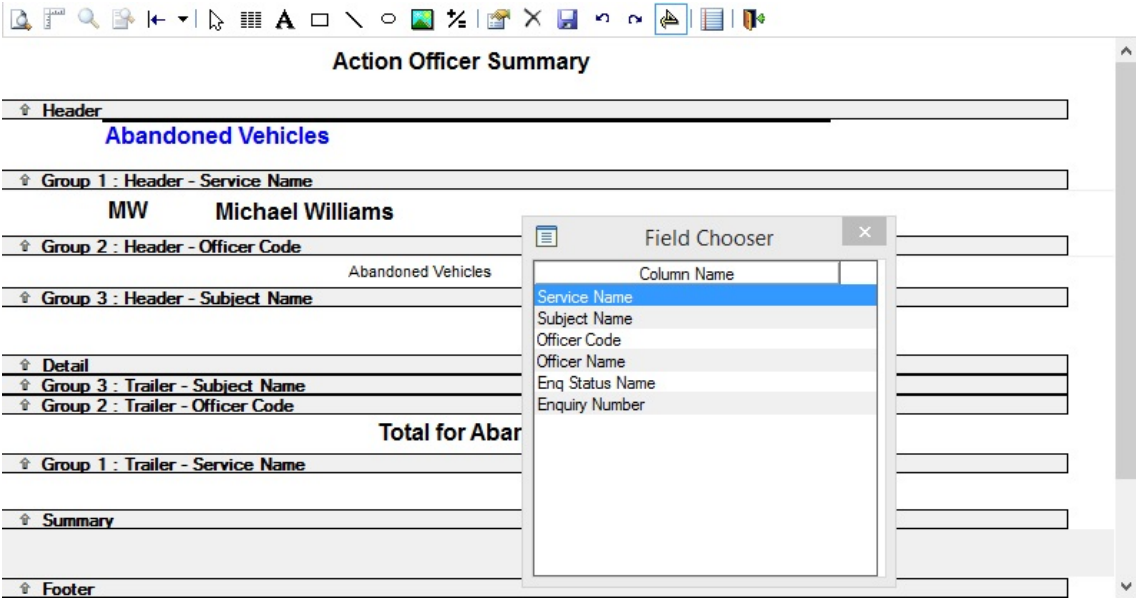 Action Officer Summary
Header
Abandoned Vehicles
Group 1 : Header - Service Name
MW Michael Williams
Group 2 : Header - Officer Code
Abandoned Vehicles
Group 3 : Header - Subject Name
Detail
Group 3 : Trailer - Subject Name
Group 2 : Trailer - Officer Code
Total for Aban
Group 1 : Trailer - Service Name
Summary
Footer
Field Chooser
Column Name
Service Name
Subject Name
Officer Code
Officer Name
Enq Status Name
Enquiry Number